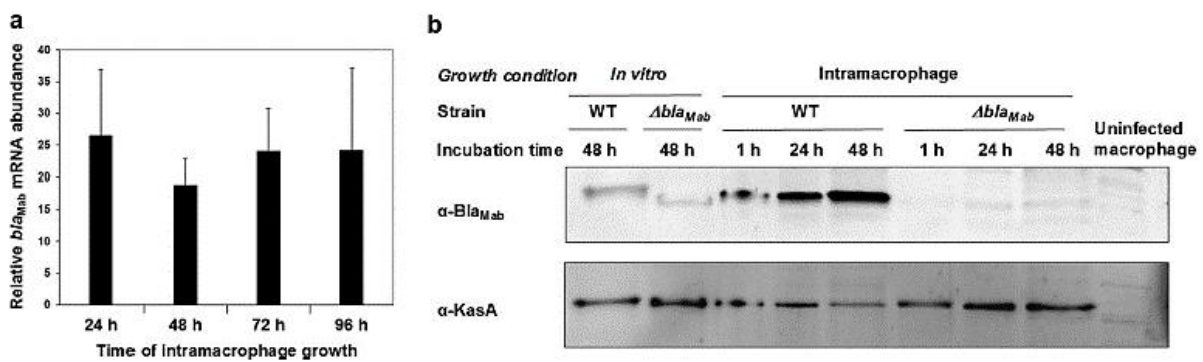 a
Relative blaMab mRNA abundance
40
35
30
25
20
15
10
5
0
24 h 48 h 72 h 96 h
Time of intramacrophage growth
b
Growth condition In vitro Intramacrophage
Strain WT ΔblaMab WT ΔblaMab Uninfected
Incubation time 48 h 48 h 1 h 24 h 48 h 1 h 24 h 48 h macrophage
α-BlaMab
α-KasA